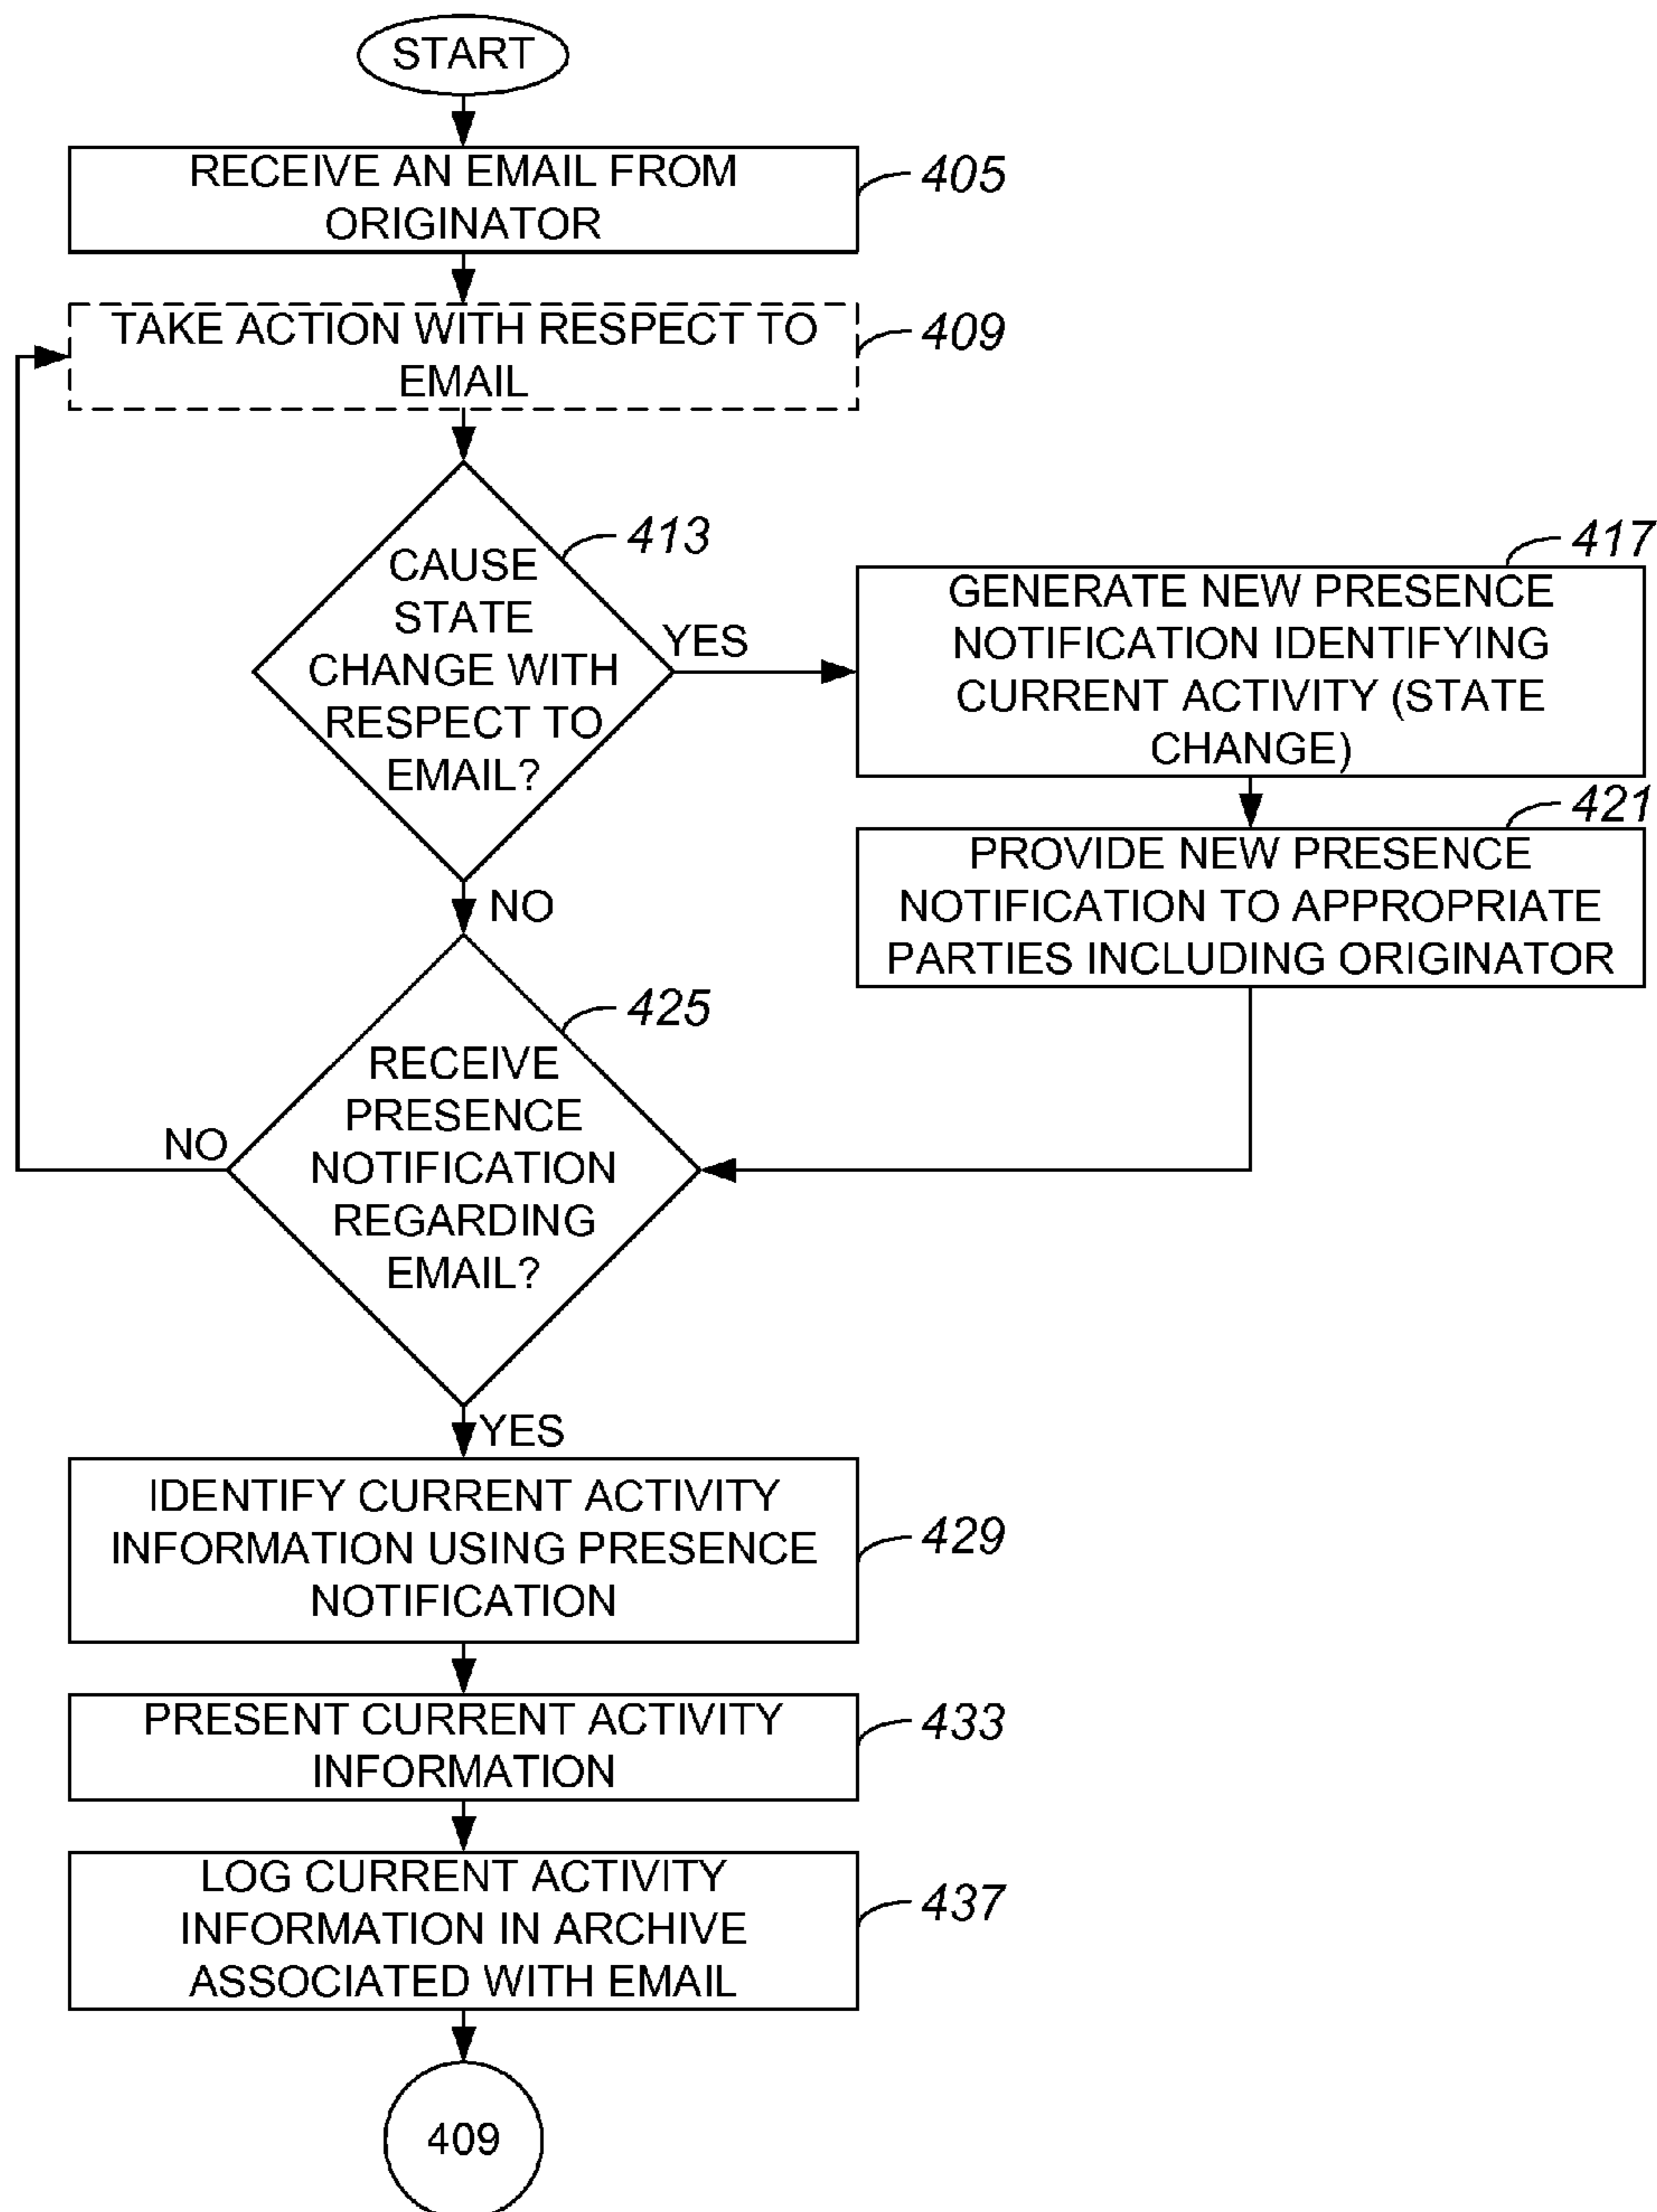 START
RECEIVE AN EMAIL FROM
ORIGINATOR
405
TAKE ACTION WITH RESPECT TO
EMAIL
409
CAUSE
STATE
CHANGE WITH
RESPECT TO
EMAIL?
413
YES
GENERATE NEW PRESENCE
NOTIFICATION IDENTIFYING
CURRENT ACTIVITY (STATE
CHANGE)
417
PROVIDE NEW PRESENCE
NOTIFICATION TO APPROPRIATE
PARTIES INCLUDING ORIGINATOR
421
NO
RECEIVE
PRESENCE
NOTIFICATION
REGARDING
EMAIL?
425
NO
YES
IDENTIFY CURRENT ACTIVITY
INFORMATION USING PRESENCE
NOTIFICATION
429
PRESENT CURRENT ACTIVITY
INFORMATION
433
LOG CURRENT ACTIVITY
INFORMATION IN ARCHIVE
ASSOCIATED WITH EMAIL
437
409